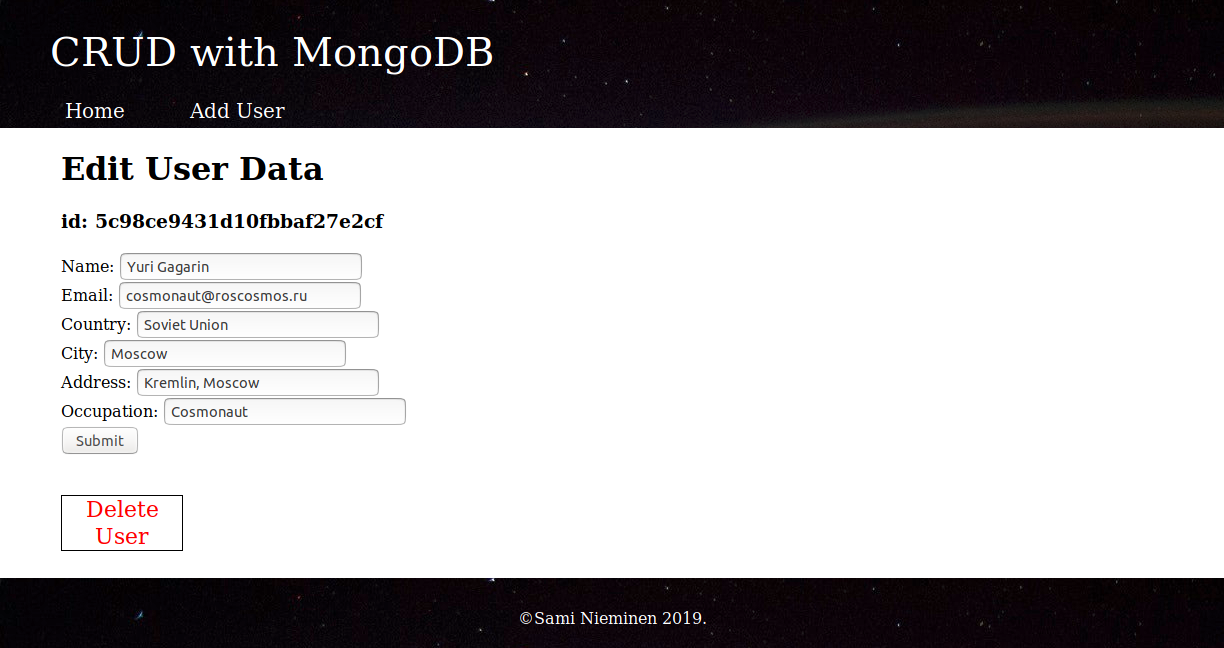 CRUD with MongoDB
Home Add User
Edit User Data
id: 5c98ce9431d10fbbaf27e2cf
Name: Yuri Gagarin
Email: cosmonaut@roscosmos.ru
Country: Soviet Union
City: Moscow
Address: Kremlin, Moscow
Occupation: Cosmonaut
Submit
Delete
User
©Sami Nieminen 2019.